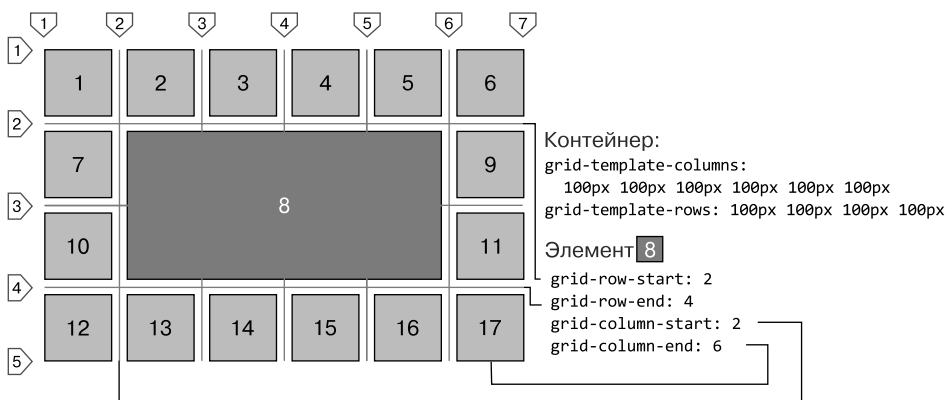 1 2 3 4 5 6 7
1
1 2 3 4 5 6
2
Контейнер:
grid-template-columns:
7 9
100px 100px 100px 100px 100px 100px
8
3
grid-template-rows: 100px 100px 100px 100px
10 11
Элемент 8
grid-row-start: 2
4
grid-row-end: 4
12 13 14 15 16 17
grid-column-start: 2
grid-column-end: 6
5